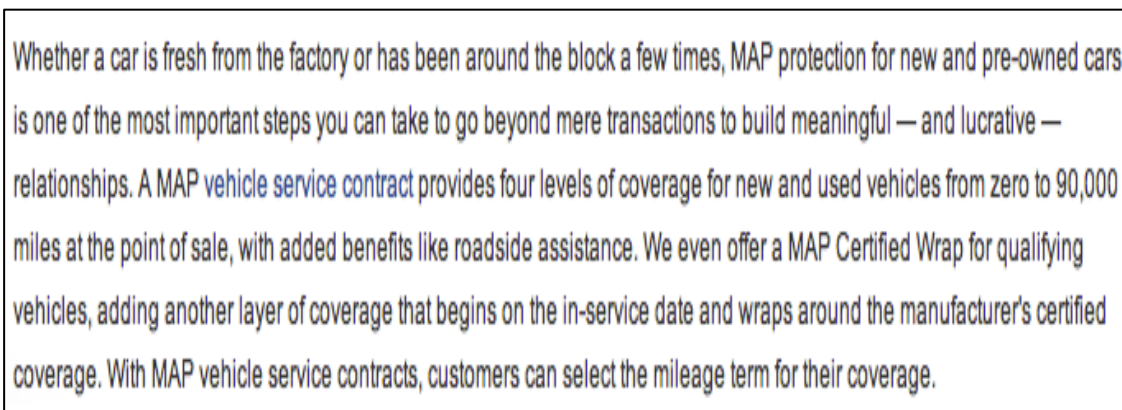 Whether a car is fresh from the factory or has been around the block a few times, MAP protection for new and pre-owned cars
is one of the most important steps you can take to go beyond mere transactions to build meaningful — and lucrative —
relationships. A MAP vehicle service contract provides four levels of coverage for new and used vehicles from zero to 90,000
miles at the point of sale, with added benefits like roadside assistance. We even offer a MAP Certified Wrap for qualifying
vehicles, adding another layer of coverage that begins on the in-service date and wraps around the manufacturer's certified
coverage. With MAP vehicle service contracts, customers can select the mileage term for their coverage.